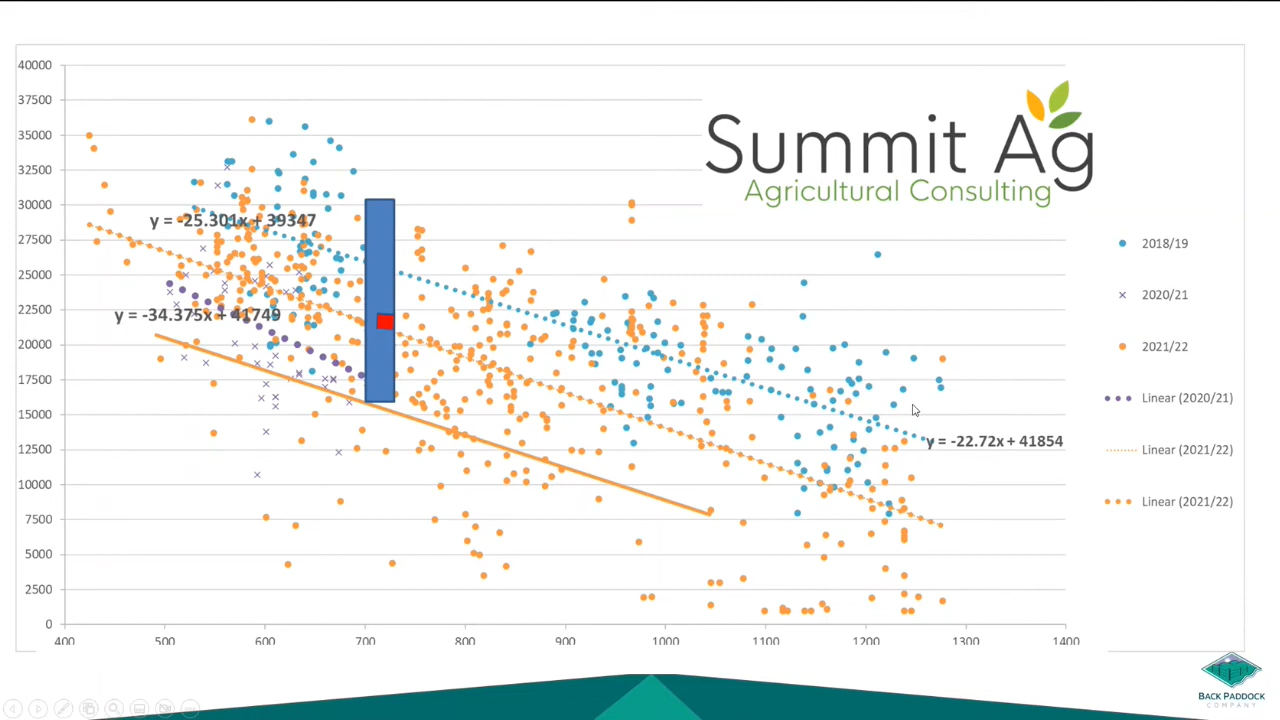 40000
37500
35000
32500
30000
27500
25000
22500
20000
17500
15000
12500
10000
7500
5000
2500
0
400 500 600 700 800 900 1000 1100 1200 1300 1400
y = -25.301x + 39347
y = -34.375x + 41749
y = -22.72x + 41854
Summit Ag
Agricultural Consulting
2018/19
2020/21
2021/22
Linear (2020/21)
Linear (2021/22)
Linear (2021/22)
BACK PADDOCK
COMPANY